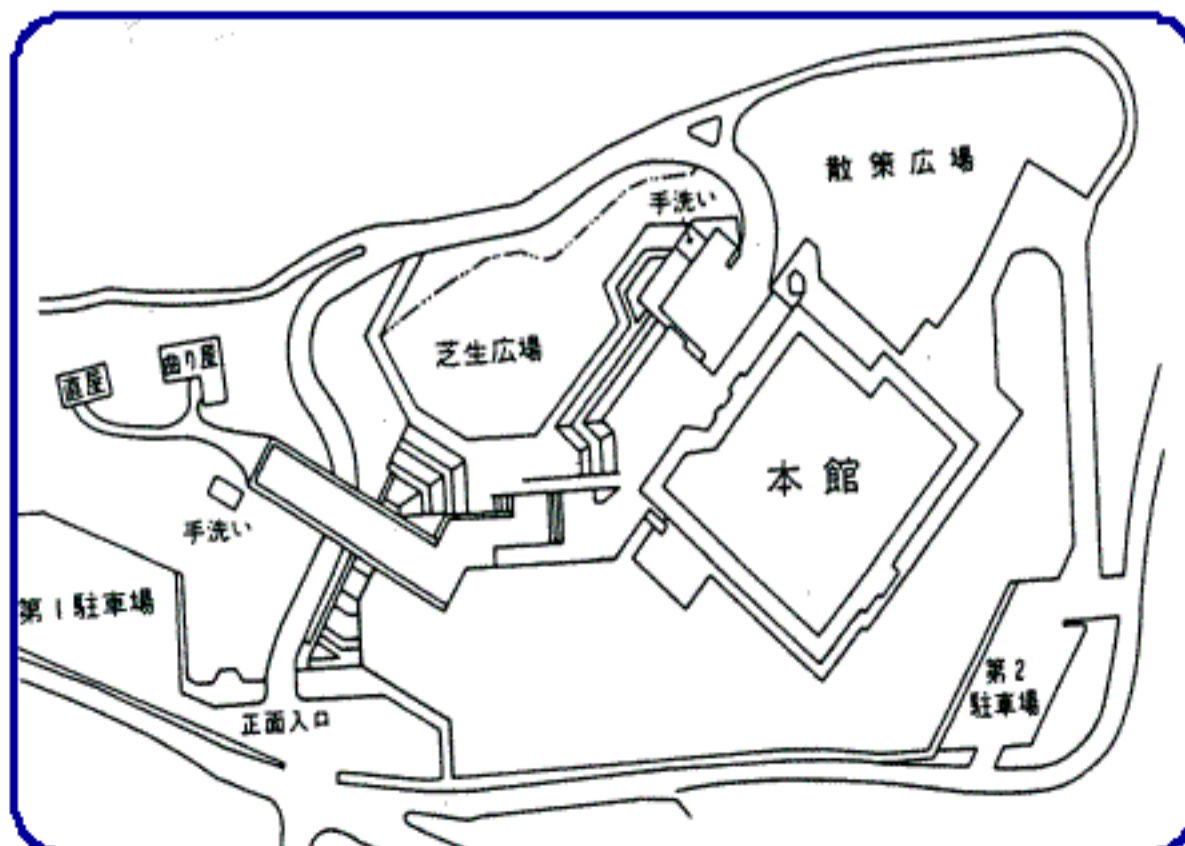 散策広場
手洗い
芝生広場
曲り屋
直屋
本館
手洗い
第1駐車場
第2
駐車場
正面入口